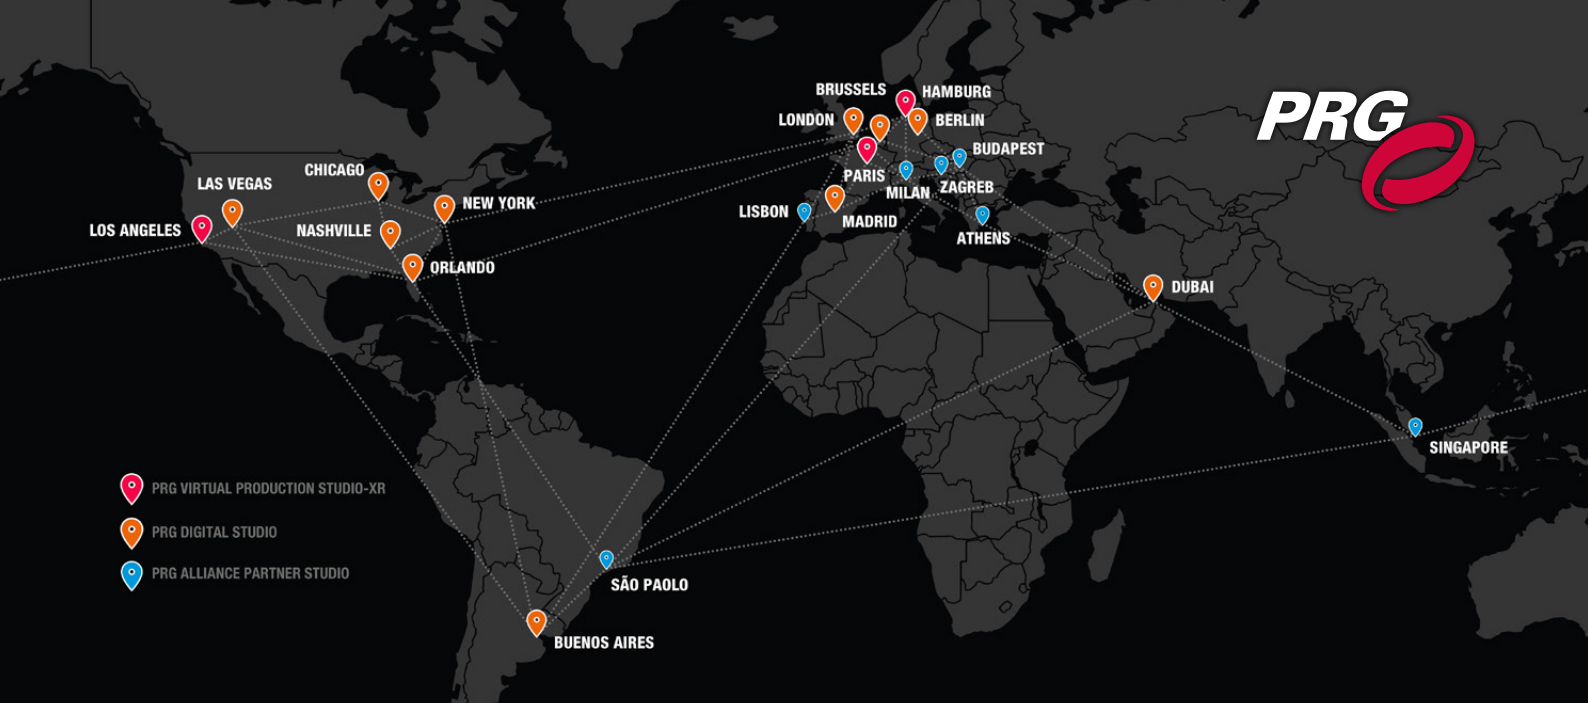 PRG
BRUSSELS
HAMBURG
LONDON
BERLIN
BUDAPEST
PARIS
MILAN
ZAGREB
LISBON
MADRID
ATHENS
CHICAGO
LAS VEGAS
NEW YORK
LOS ANGELES
NASHVILLE
ORLANDO
DUBAI
SINGAPORE
PRG VIRTUAL PRODUCTION STUDIO-XR
PRG DIGITAL STUDIO
PRG ALLIANCE PARTNER STUDIO
SÃO PAOLO
BUENOS AIRES